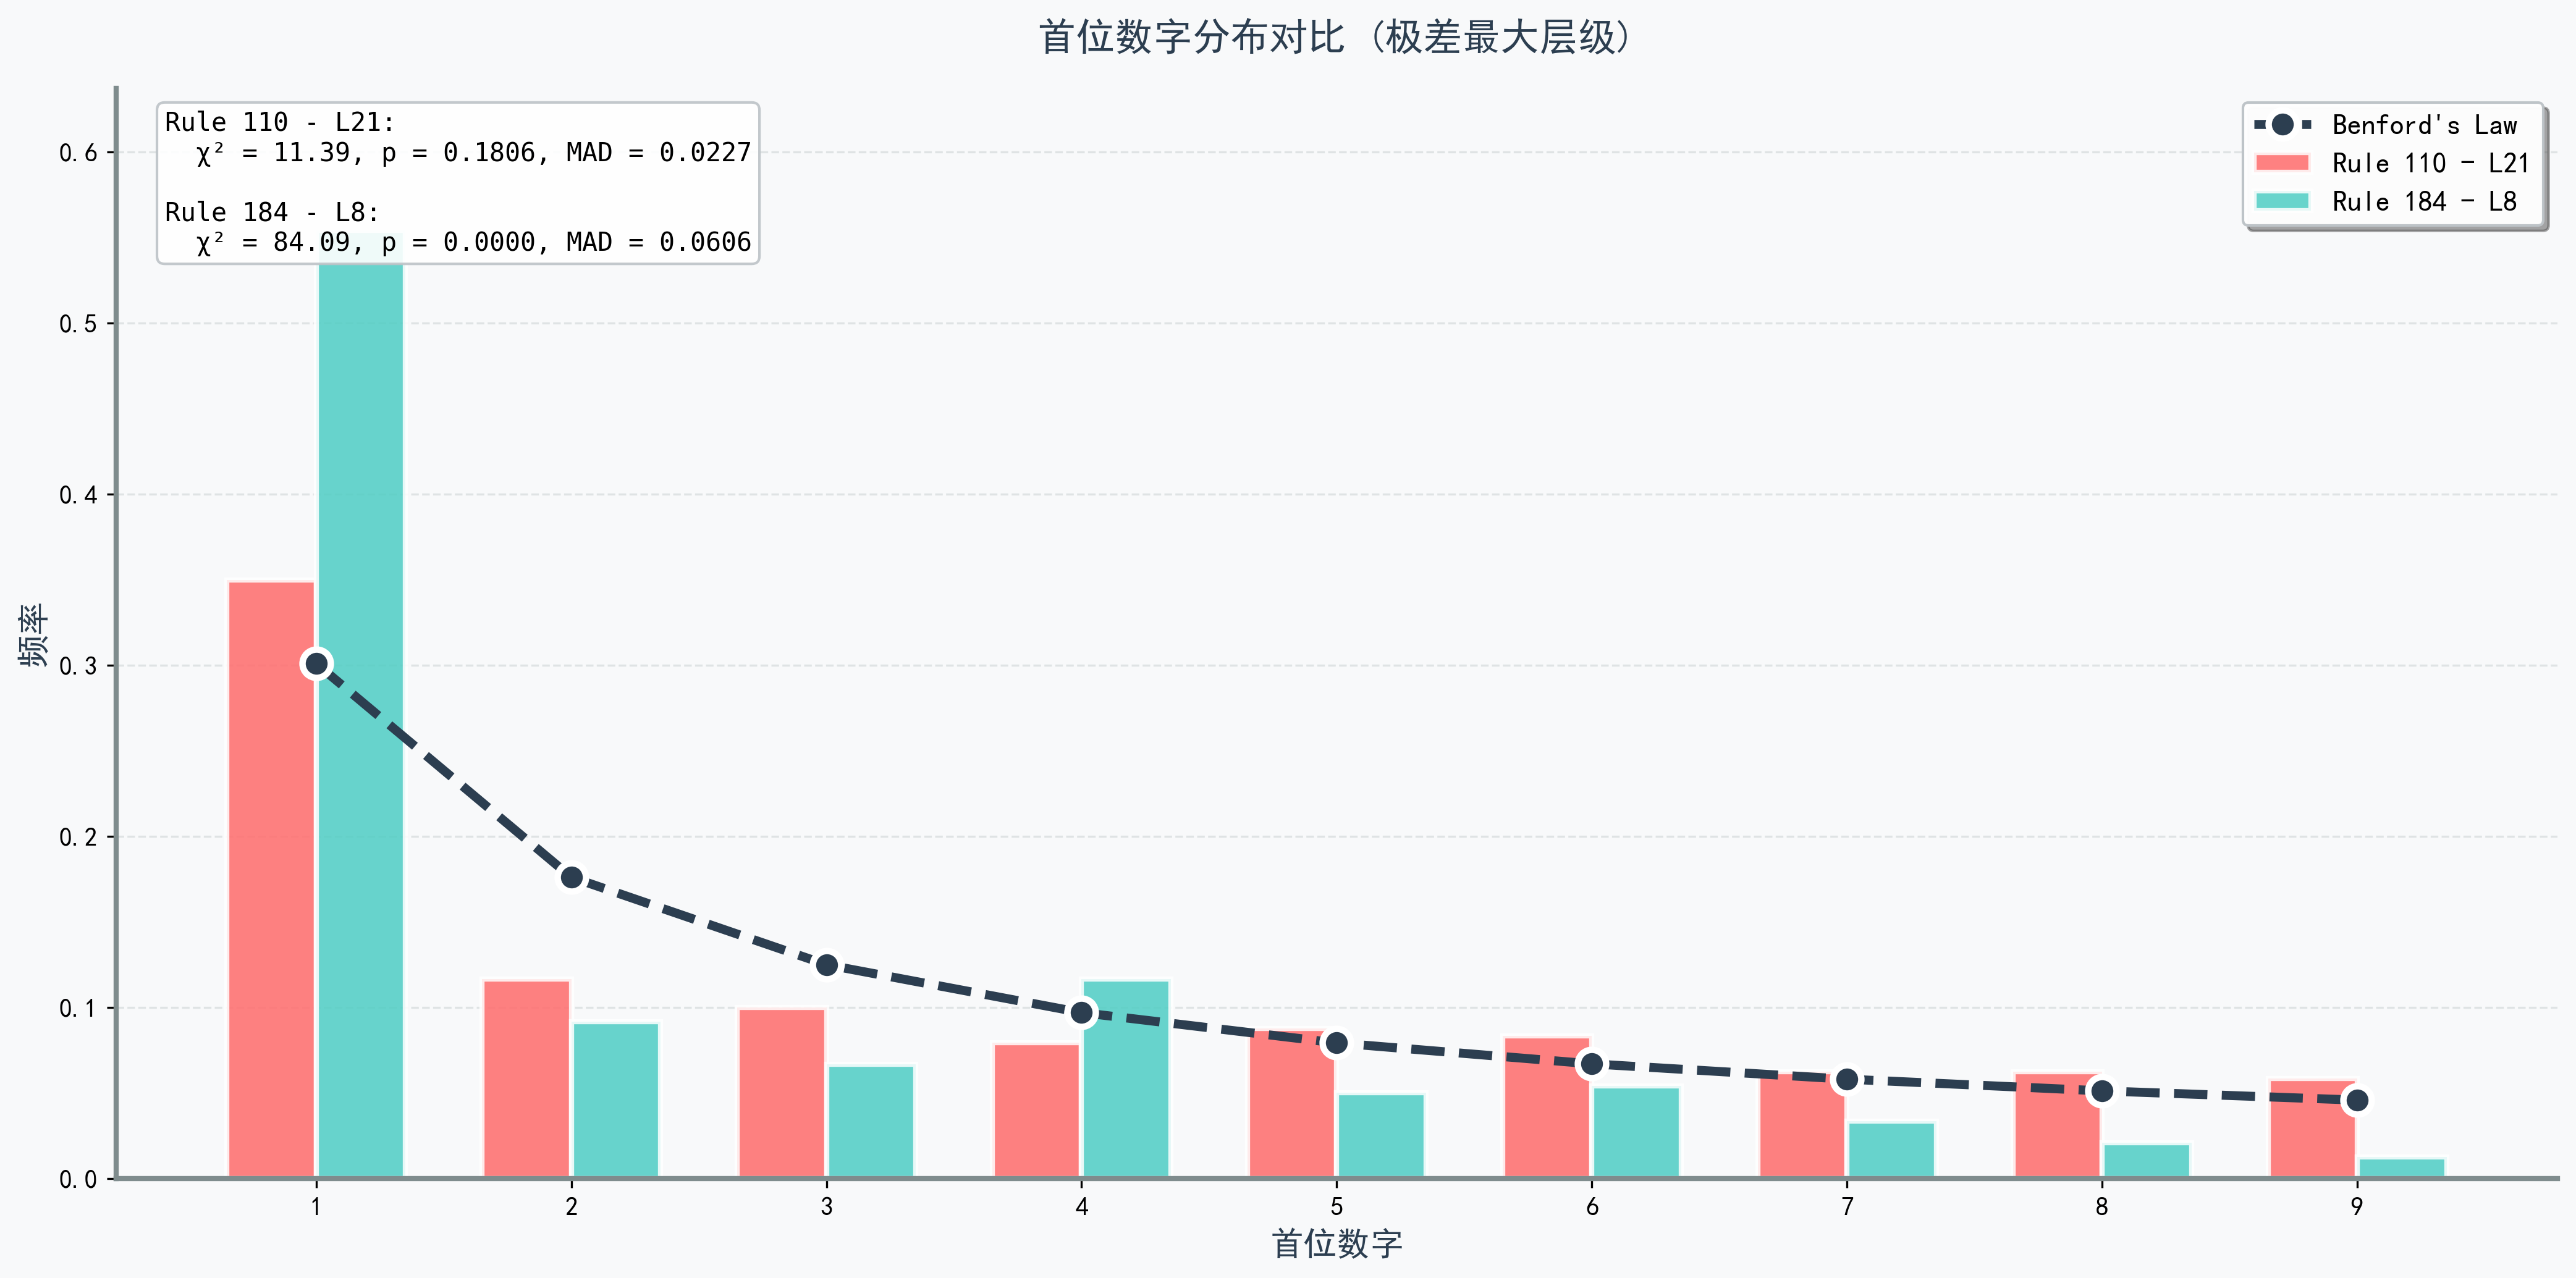 首位数字分布对比 (极差最大层级)
Rule 110 - L21:
χ² = 11.39, p = 0.1806, MAD = 0.0227
Rule 184 - L8:
χ² = 84.09, p = 0.0000, MAD = 0.0606
Benford's Law
Rule 110 - L21
Rule 184 - L8
频率
0.6
0.5
0.4
0.3
0.2
0.1
0.0
1 2 3 4 5 6 7 8 9
首位数字